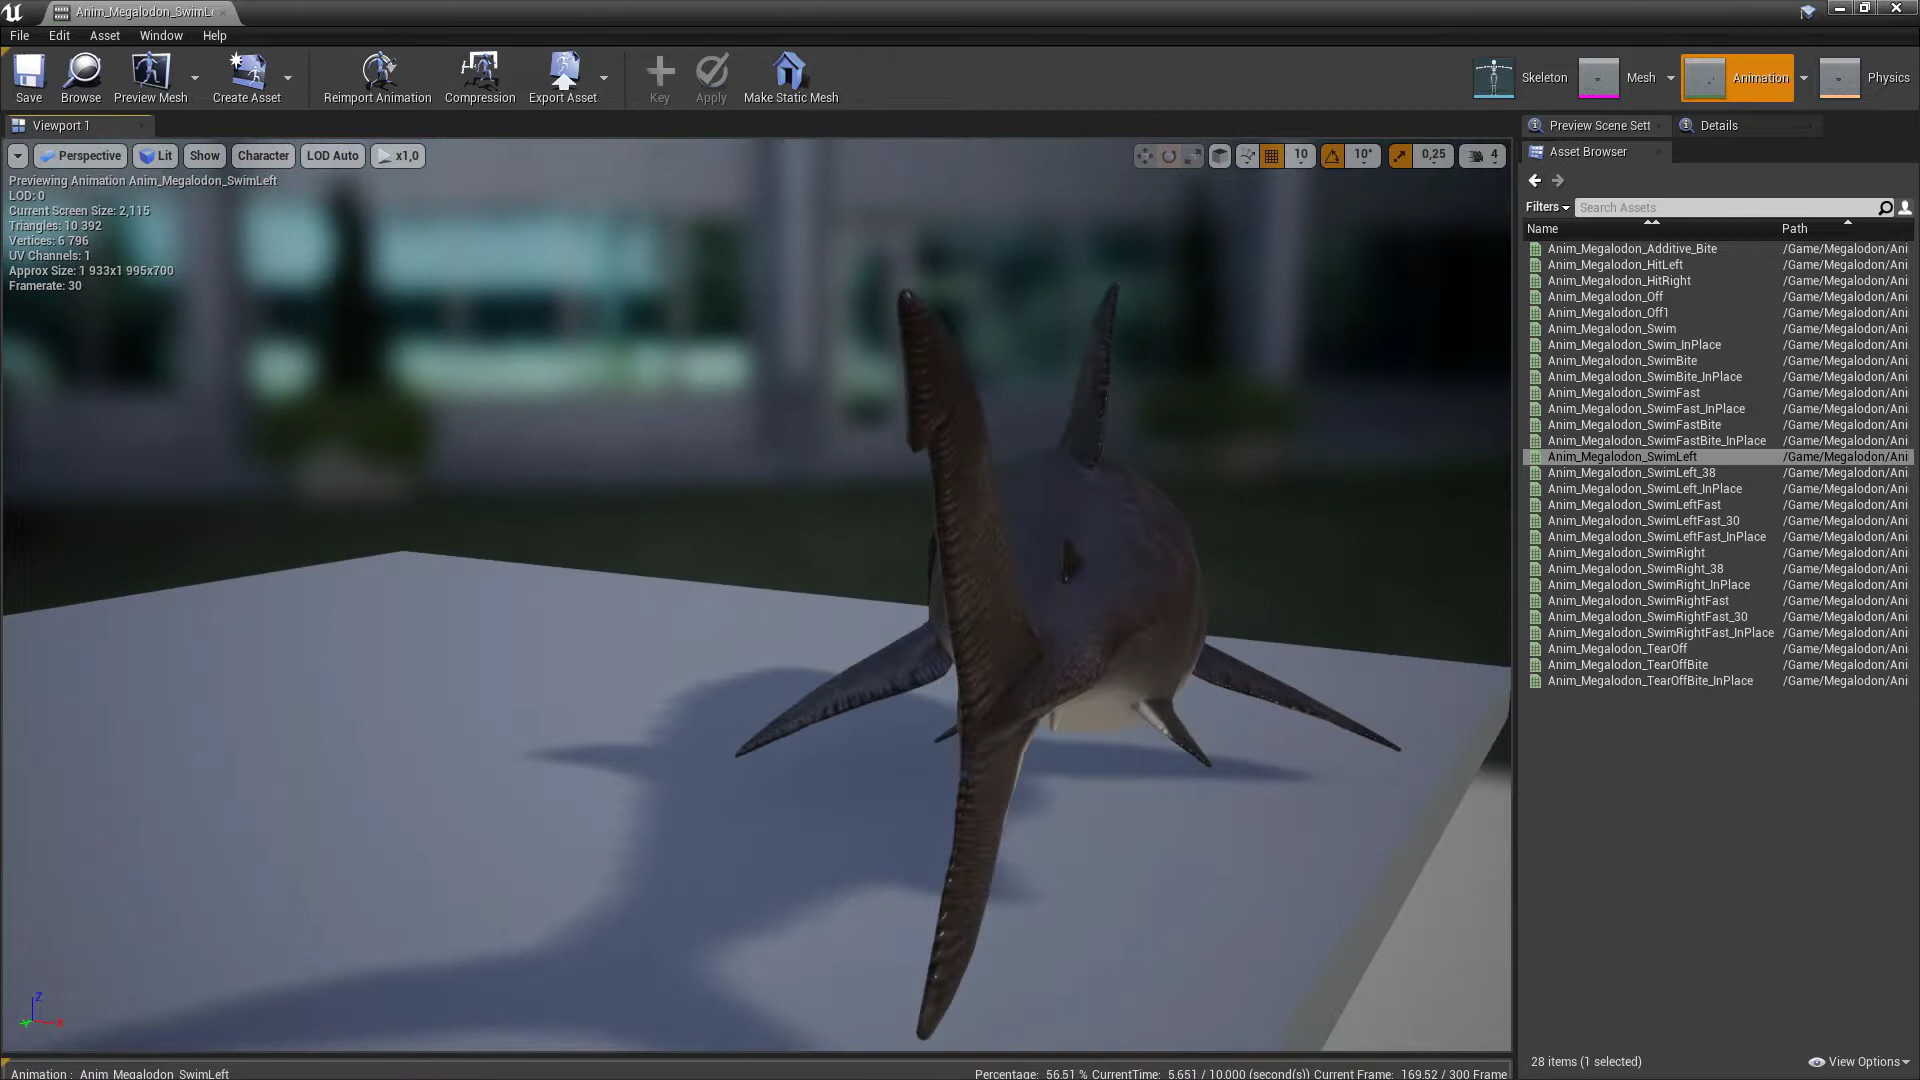 Anim_Megalodon_SwimLe
File Edit Asset Window Help
Save Browse Preview Mesh Create Asset Reimport Animation Compression Export Asset Key Apply Make Static Mesh Skeleton Mesh Animation Physics
Viewport 1
Preview Scene Sett Details
Perspective Lit Show Character LOD Auto x1,0 10 10° 0,25 4
Asset Browser
Previewing Animation Anim_Megalodon_SwimLeft
LOD: 0
Current Screen Size: 2,115
Triangles: 10 392
Vertices: 6 796
UV Channels: 1
Approx Size: 1 933x1 995x700
Framerate: 30
Filters Search Assets
Name Path
Anim_Megalodon_Additive_Bite /Game/Megalodon/Ani
Anim_Megalodon_HitLeft /Game/Megalodon/Ani
Anim_Megalodon_HitRight /Game/Megalodon/Ani
Anim_Megalodon_Off /Game/Megalodon/Ani
Anim_Megalodon_Off1 /Game/Megalodon/Ani
Anim_Megalodon_Swim /Game/Megalodon/Ani
Anim_Megalodon_Swim_InPlace /Game/Megalodon/Ani
Anim_Megalodon_SwimBite /Game/Megalodon/Ani
Anim_Megalodon_SwimBite_InPlace /Game/Megalodon/Ani
Anim_Megalodon_SwimFast /Game/Megalodon/Ani
Anim_Megalodon_SwimFast_InPlace /Game/Megalodon/Ani
Anim_Megalodon_SwimFastBite /Game/Megalodon/Ani
Anim_Megalodon_SwimFastBite_InPlace /Game/Megalodon/Ani
Anim_Megalodon_SwimLeft /Game/Megalodon/Ani
Anim_Megalodon_SwimLeft_38 /Game/Megalodon/Ani
Anim_Megalodon_SwimLeft_InPlace /Game/Megalodon/Ani
Anim_Megalodon_SwimLeftFast /Game/Megalodon/Ani
Anim_Megalodon_SwimLeftFast_30 /Game/Megalodon/Ani
Anim_Megalodon_SwimLeftFast_InPlace /Game/Megalodon/Ani
Anim_Megalodon_SwimRight /Game/Megalodon/Ani
Anim_Megalodon_SwimRight_38 /Game/Megalodon/Ani
Anim_Megalodon_SwimRight_InPlace /Game/Megalodon/Ani
Anim_Megalodon_SwimRightFast /Game/Megalodon/Ani
Anim_Megalodon_SwimRightFast_30 /Game/Megalodon/Ani
Anim_Megalodon_SwimRightFast_InPlace /Game/Megalodon/Ani
Anim_Megalodon_TearOff /Game/Megalodon/Ani
Anim_Megalodon_TearOffBite /Game/Megalodon/Ani
Anim_Megalodon_TearOffBite_InPlace /Game/Megalodon/Ani
Z
Y X
28 items (1 selected) View Options
Animation : Anim_Megalodon_SwimLeft Percentage: 56.51 % CurrentTime: 5.651 / 10.000 (second(s)) Current Frame: 169.52 / 300 Frame